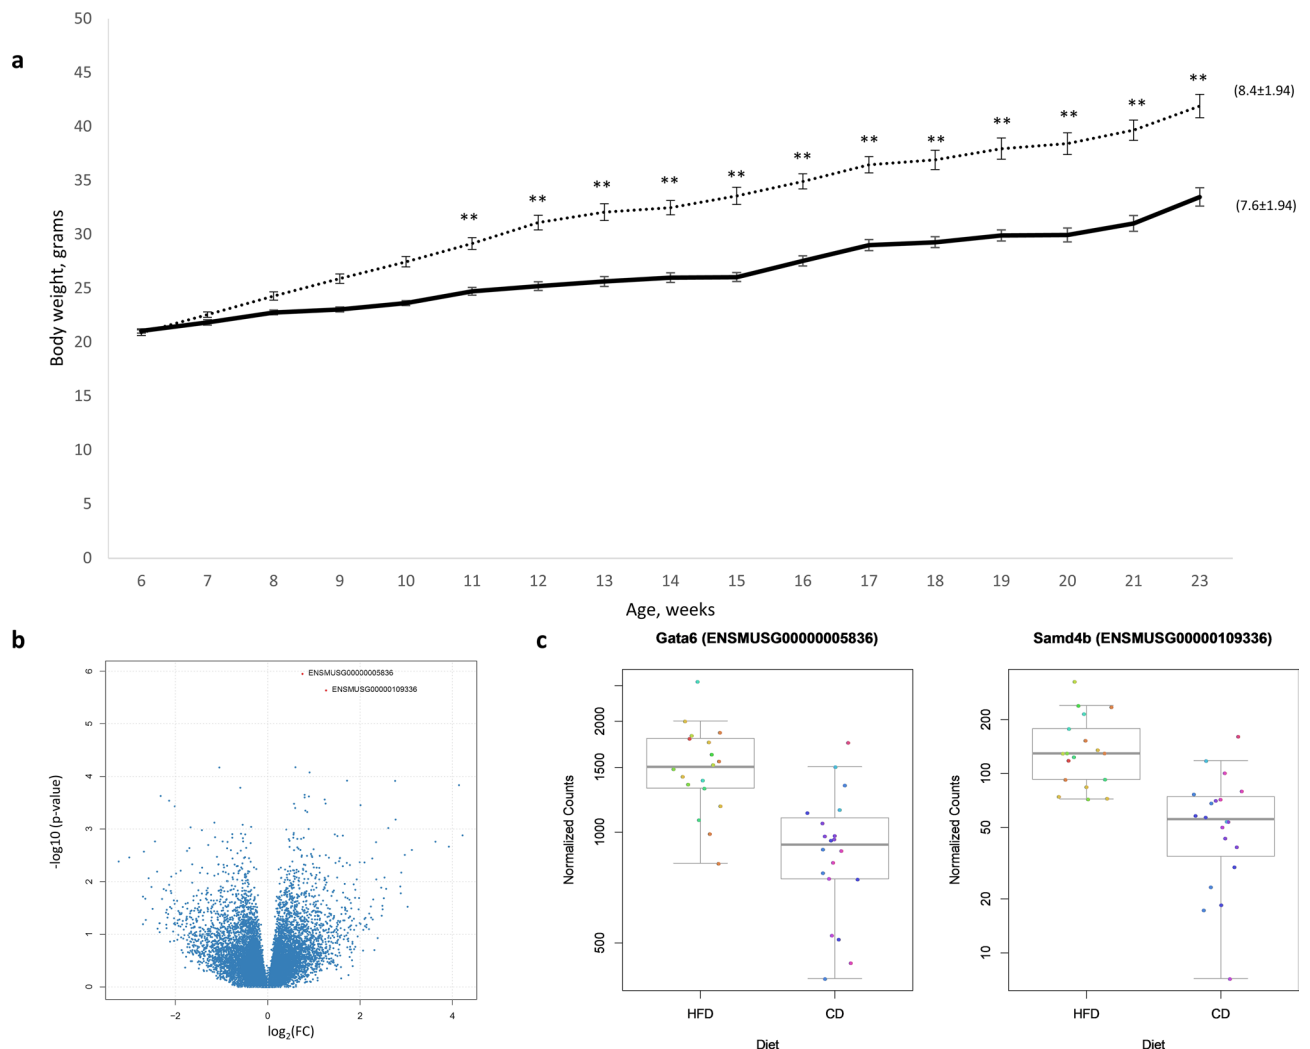 a
50
45
40
35
30
25
20
15
10
5
0
Body weight, grams
** ** ** ** ** ** ** ** ** ** ** **
(8.4±1.94)
(7.6±1.94)
6 7 8 9 10 11 12 13 14 15 16 17 18 19 20 21 23
Age, weeks
b
6
5
4
3
2
1
0
-log10 (p-value)
ENSMUSG00000005836
ENSMUSG00000109336
−2 0 2 4
log2(FC)
c
Gata6 (ENSMUSG00000005836)
2000
1500
1000
500
Normalized Counts
HFD CD
Diet
Samd4b (ENSMUSG00000109336)
200
100
50
20
10
Normalized Counts
HFD CD
Diet